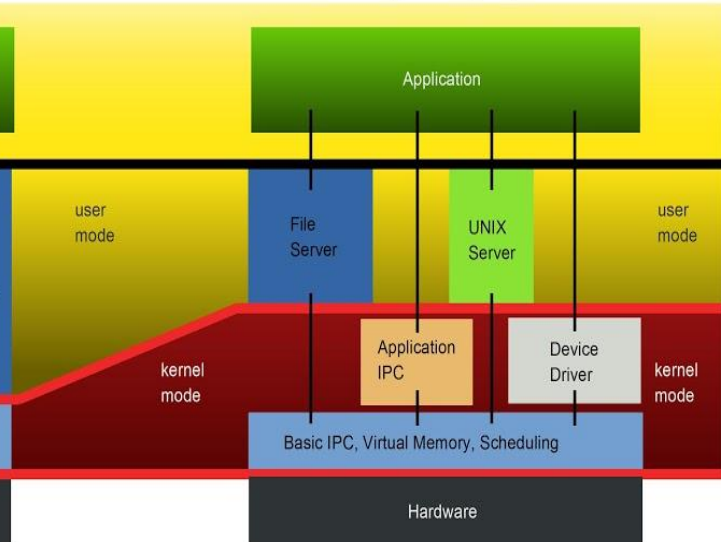 Application
user
mode
File
Server
UNIX
Server
user
mode
kernel
mode
Application
IPC
Device
Driver
kernel
mode
Basic IPC, Virtual Memory, Scheduling
Hardware